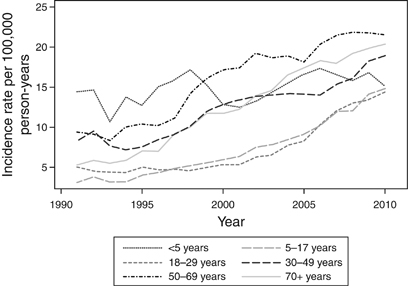 Incidence rate per 100,000
person-years
25
20
15
10
5
1990 1995 2000 2005 2010
Year
<5 years 5–17 years
18–29 years 30–49 years
50–69 years 70+ years